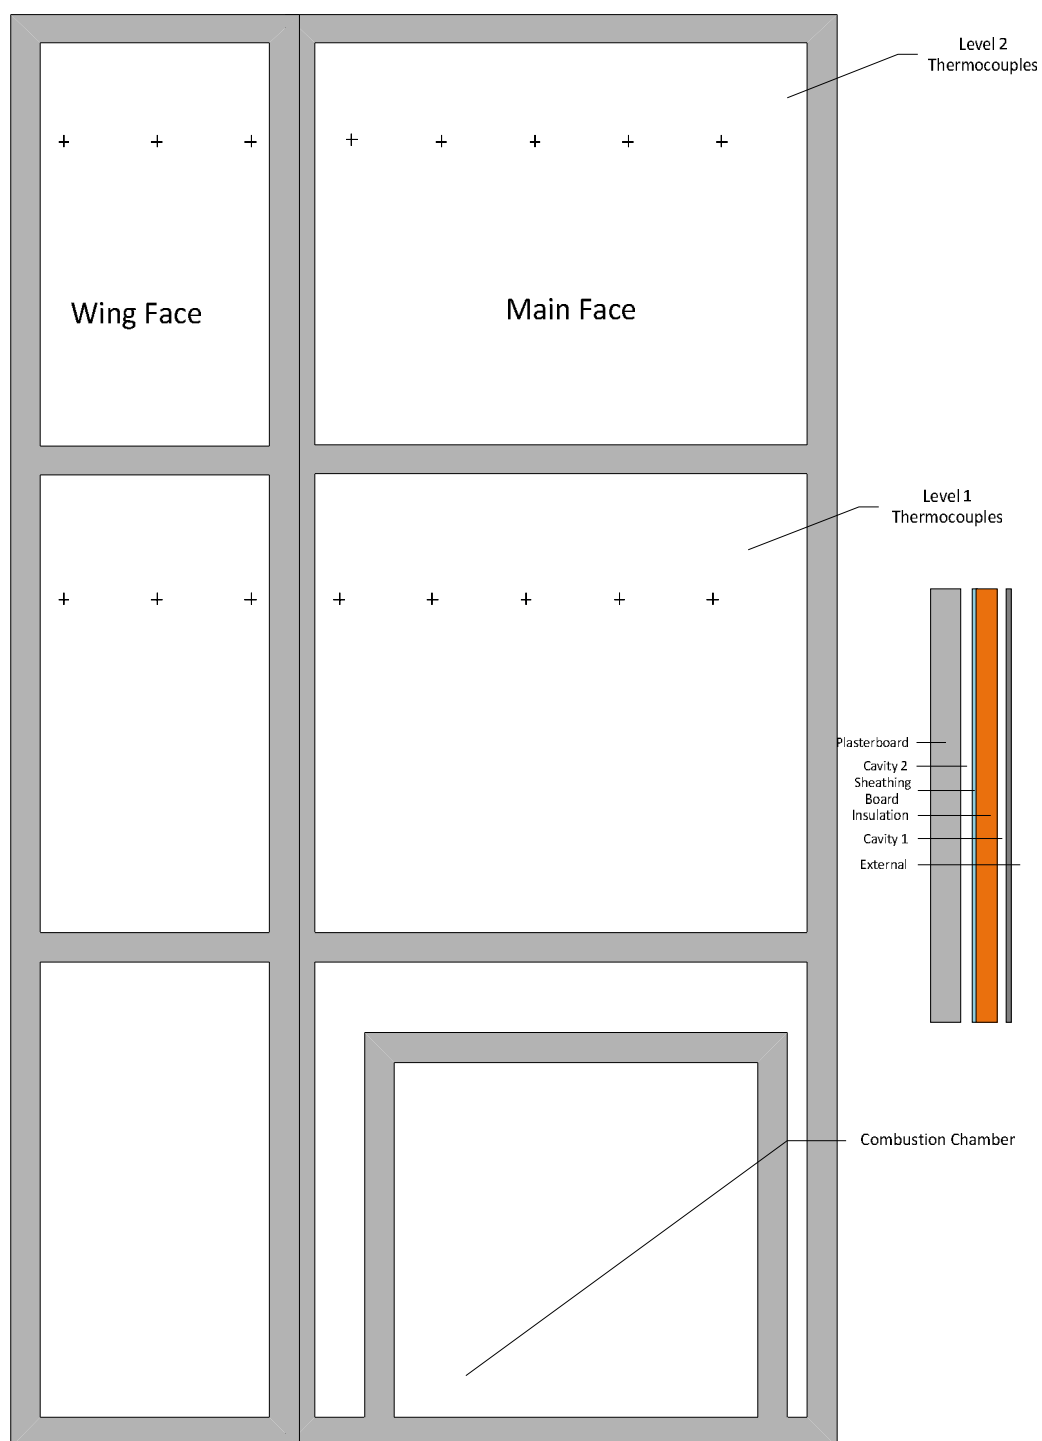 Level 2
Thermocouples
Wing Face
Main Face
Level 1
Thermocouples
Plasterboard
Cavity 2
Sheathing
Board
Insulation
Cavity 1
External
Combustion Chamber